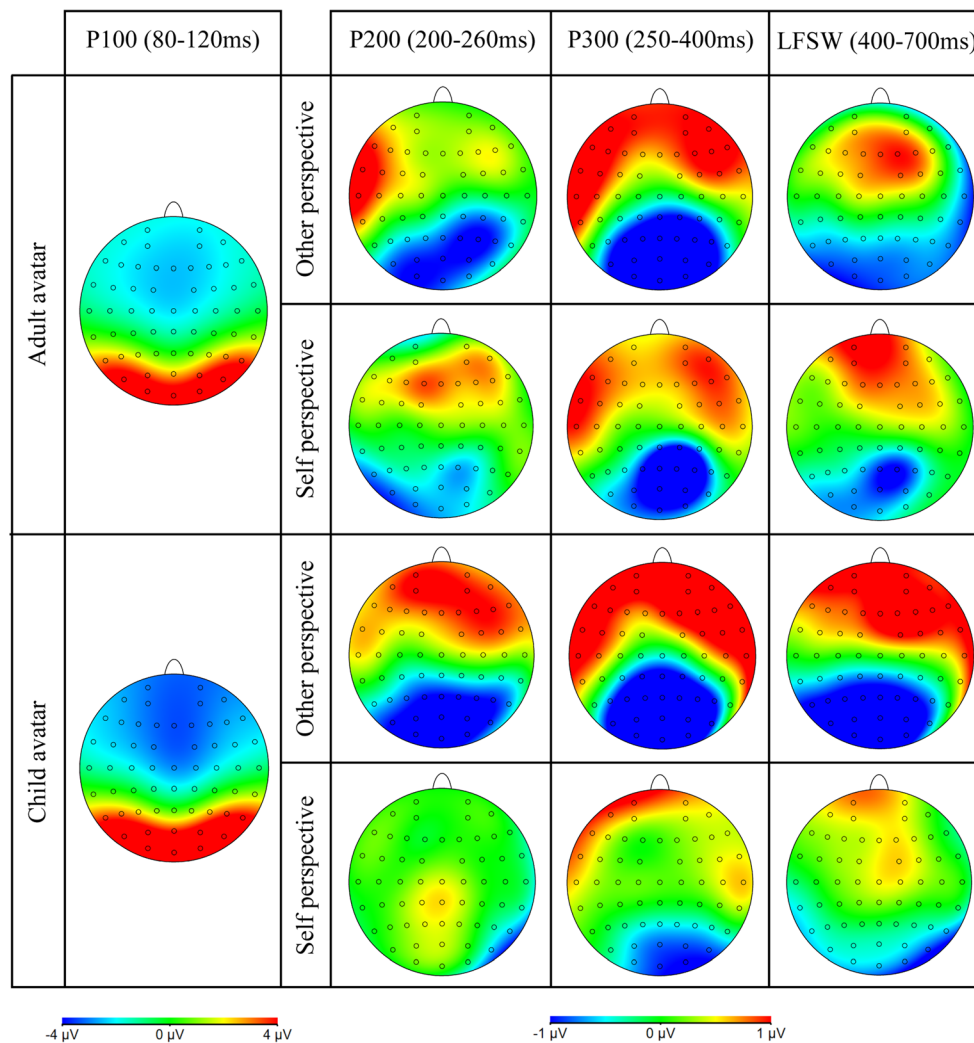 P100 (80-120ms)
P200 (200-260ms)
P300 (250-400ms)
LFSW (400-700ms)
Adult avatar
Other perspective
Self perspective
Child avatar
Other perspective
Self perspective
-4 µV
0 µV
4 µV
-1 µV
0 µV
1 µV